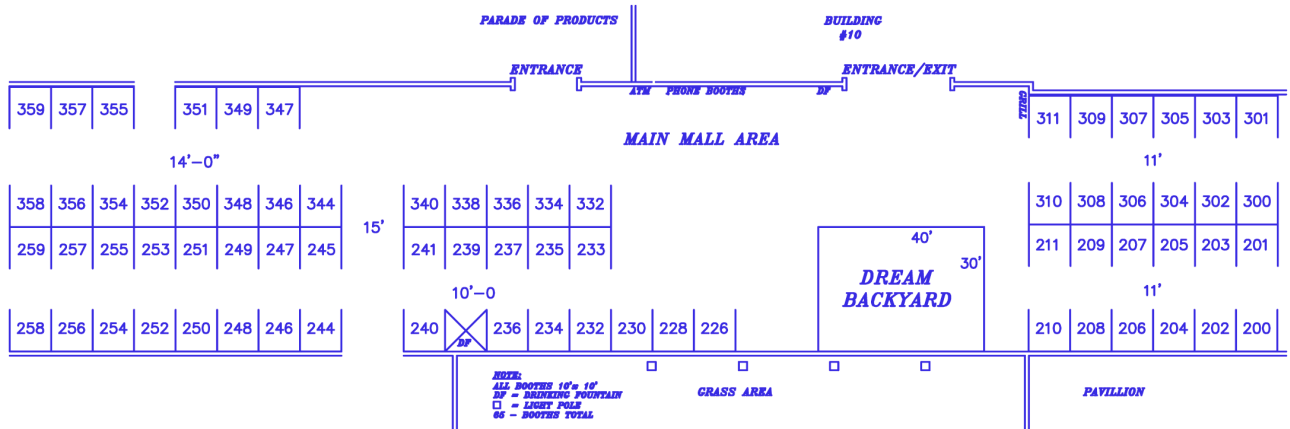 PARADE OF PRODUCTS
BUILDING
#10
ENTRANCE
ENTRANCE/EXIT
ATM PHONE BOOTHS DF
GRILL
359 357 355 351 349 347
311 309 307 305 303 301
MAIN MALL AREA
14'-0"
11'
358 356 354 352 350 348 346 344
340 338 336 334 332
310 308 306 304 302 300
15'
259 257 255 253 251 249 247 245
241 239 237 235 233
211 209 207 205 203 201
40'
30'
DREAM
BACKYARD
10'-0
11'
258 256 254 252 250 248 246 244
240 DF 236 234 232 230 228 226
210 208 206 204 202 200
NOTE:
ALL BOOTHS 10'x 10'
DF = DRINKING FOUNTAIN
= LIGHT POLE
65 - BOOTHS TOTAL
GRASS AREA
PAVILLION